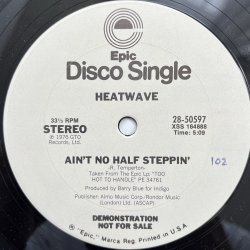 Epic
Disco Single
HEATWAVE
33⅓ RPM
STEREO
℗ 1976 GTO
Records, Ltd.
28-50597
XSS 164888
Time: 5:09
AIN'T NO HALF STEPPIN'
- R. Temperton -
Taken From The Epic Lp: "TOO
HOT TO HANDLE" PE 34761
102
Produced by Barry Blue for Indigo
Publisher: Almo Music Corp./Rondor Music
(London) Ltd. (ASCAP)
DEMONSTRATION
NOT FOR SALE
® "Epic," Marca Reg. Printed in U.S.A.